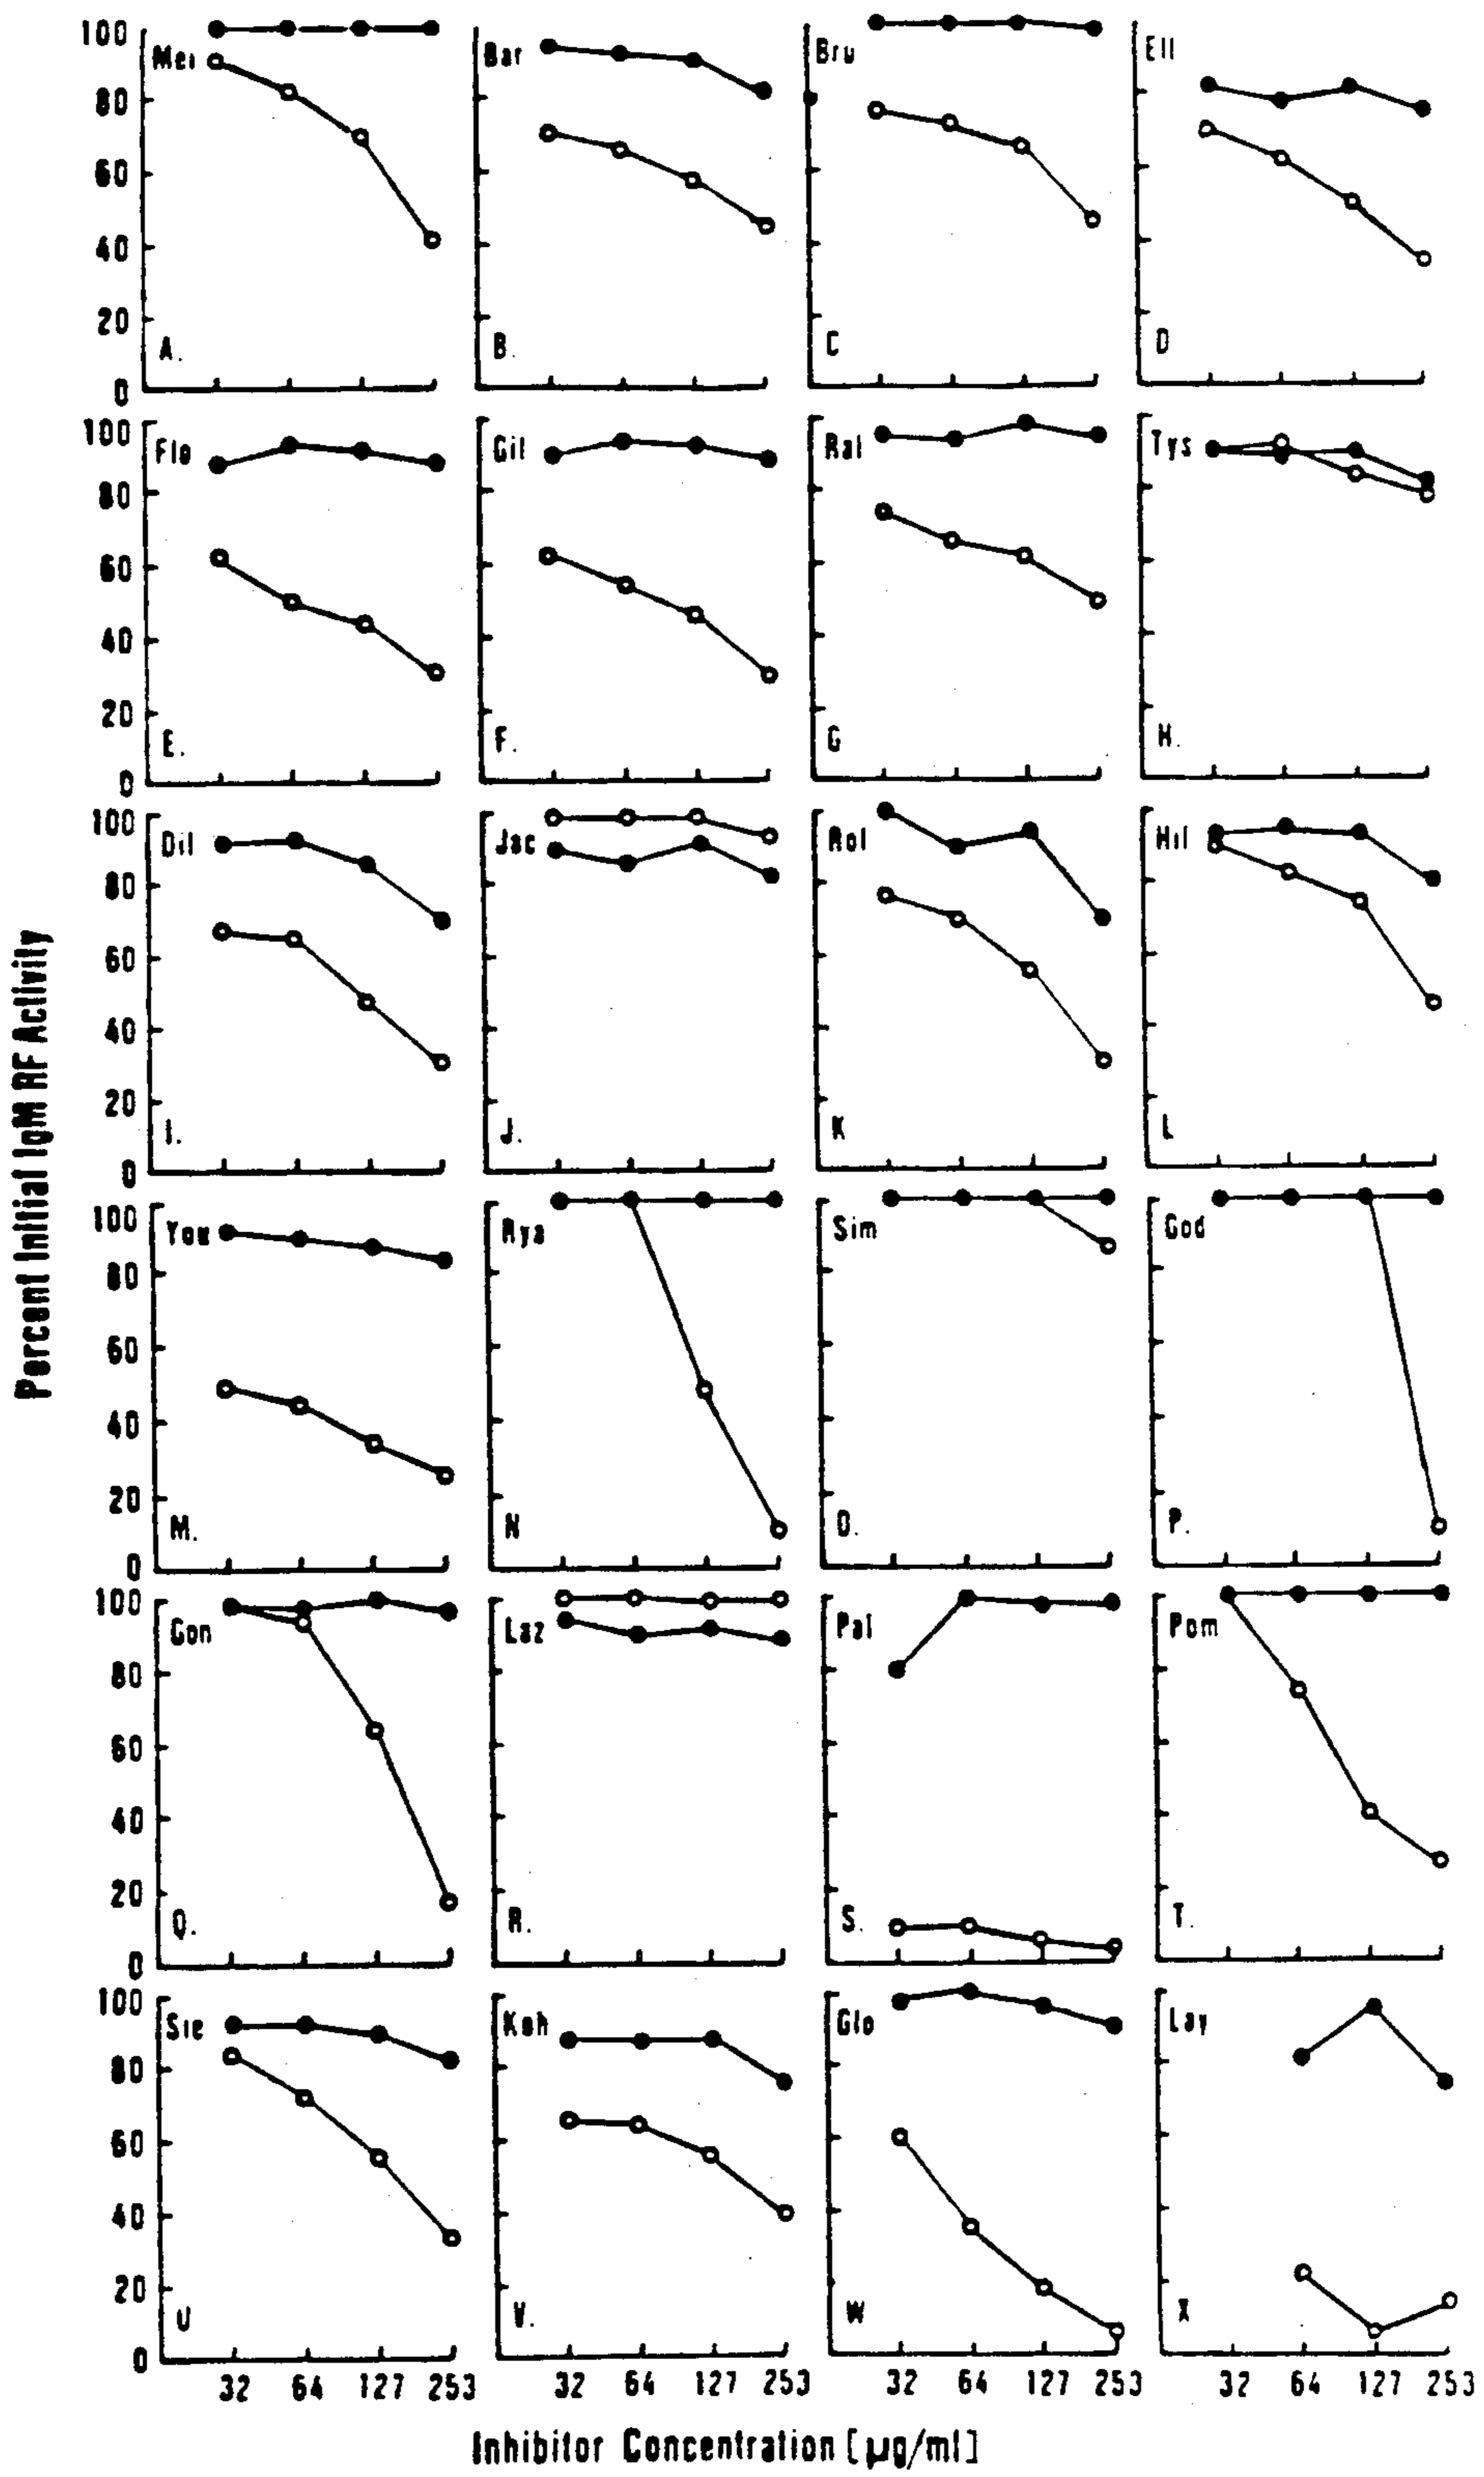 Percent Initial IgM RF Activity
100 80 60 40 20 0
Mei A.
Bar B.
Bru C
Ell D
100 80 60 40 20 0
Flo E.
Gil F.
Ral G
Tys H.
100 80 60 40 20 0
Dil I.
Jac J.
Rol K
Hil L
100 80 60 40 20 0
You M.
Rya N
Sim O.
God P.
100 80 60 40 20 0
Gon Q.
Laz R.
Pal S.
Pom T.
100 80 60 40 20 0
Sie U
Koh V.
Glo W
Lay X
32 64 127 253 32 64 127 253 32 64 127 253 32 64 127 253
Inhibitor Concentration [µg/ml]